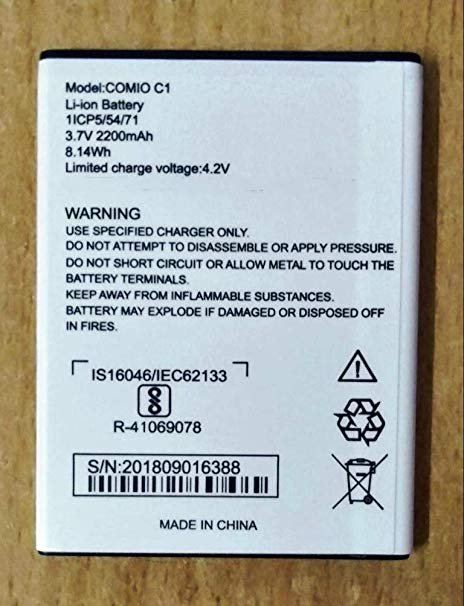 Model:COMIO C1
Li-ion Battery
1ICP5/54/71
3.7V 2200mAh
8.14Wh
Limited charge voltage:4.2V
WARNING
USE SPECIFIED CHARGER ONLY.
DO NOT ATTEMPT TO DISASSEMBLE OR APPLY PRESSURE.
DO NOT SHORT CIRCUIT OR ALLOW METAL TO TOUCH THE
BATTERY TERMINALS.
KEEP AWAY FROM INFLAMMABLE SUBSTANCES.
BATTERY MAY EXPLODE IF DAMAGED OR DISPOSED OFF
IN FIRES.
IS16046/IEC62133
R-41069078
S/N:201809016388
MADE IN CHINA